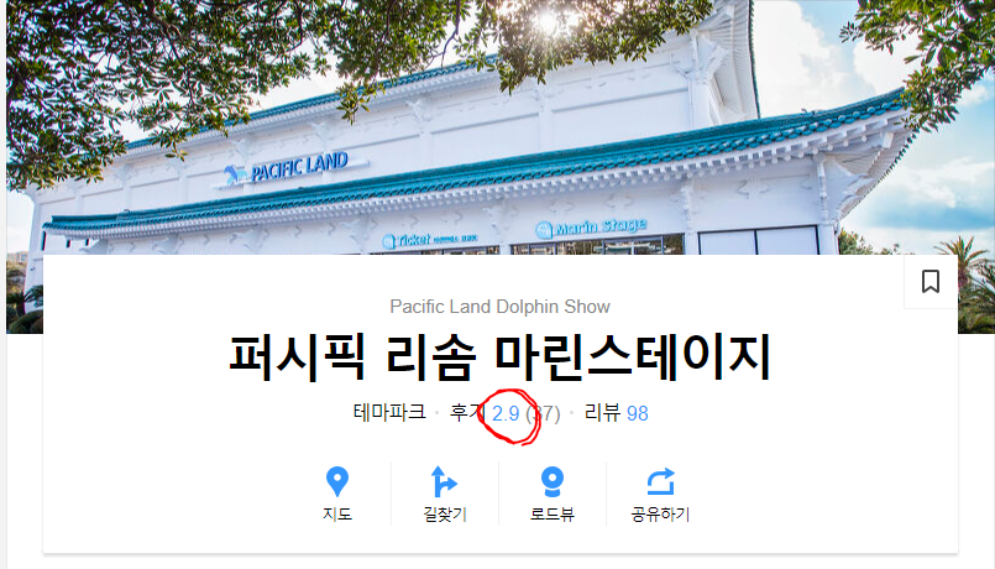 PACIFIC LAND
Ticket
Marin Stage
Pacific Land Dolphin Show
퍼시픽 리솜 마린스테이지
테마파크 · 후기 2.9 (37) · 리뷰 98
지도 길찾기 로드뷰 공유하기